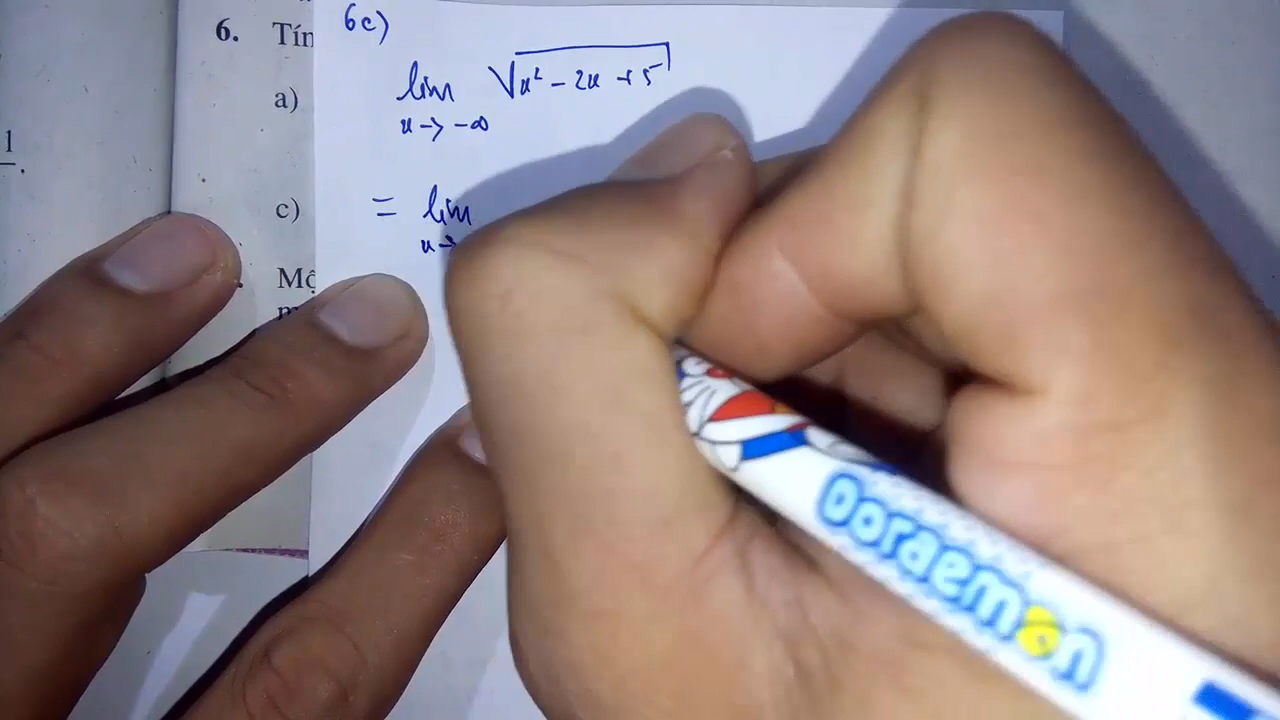 1
6. Tín
a)
c)
Mộ
6c)
lim √(x² - 2x + 5)
x → -∞
= lim
x →
Doraemon